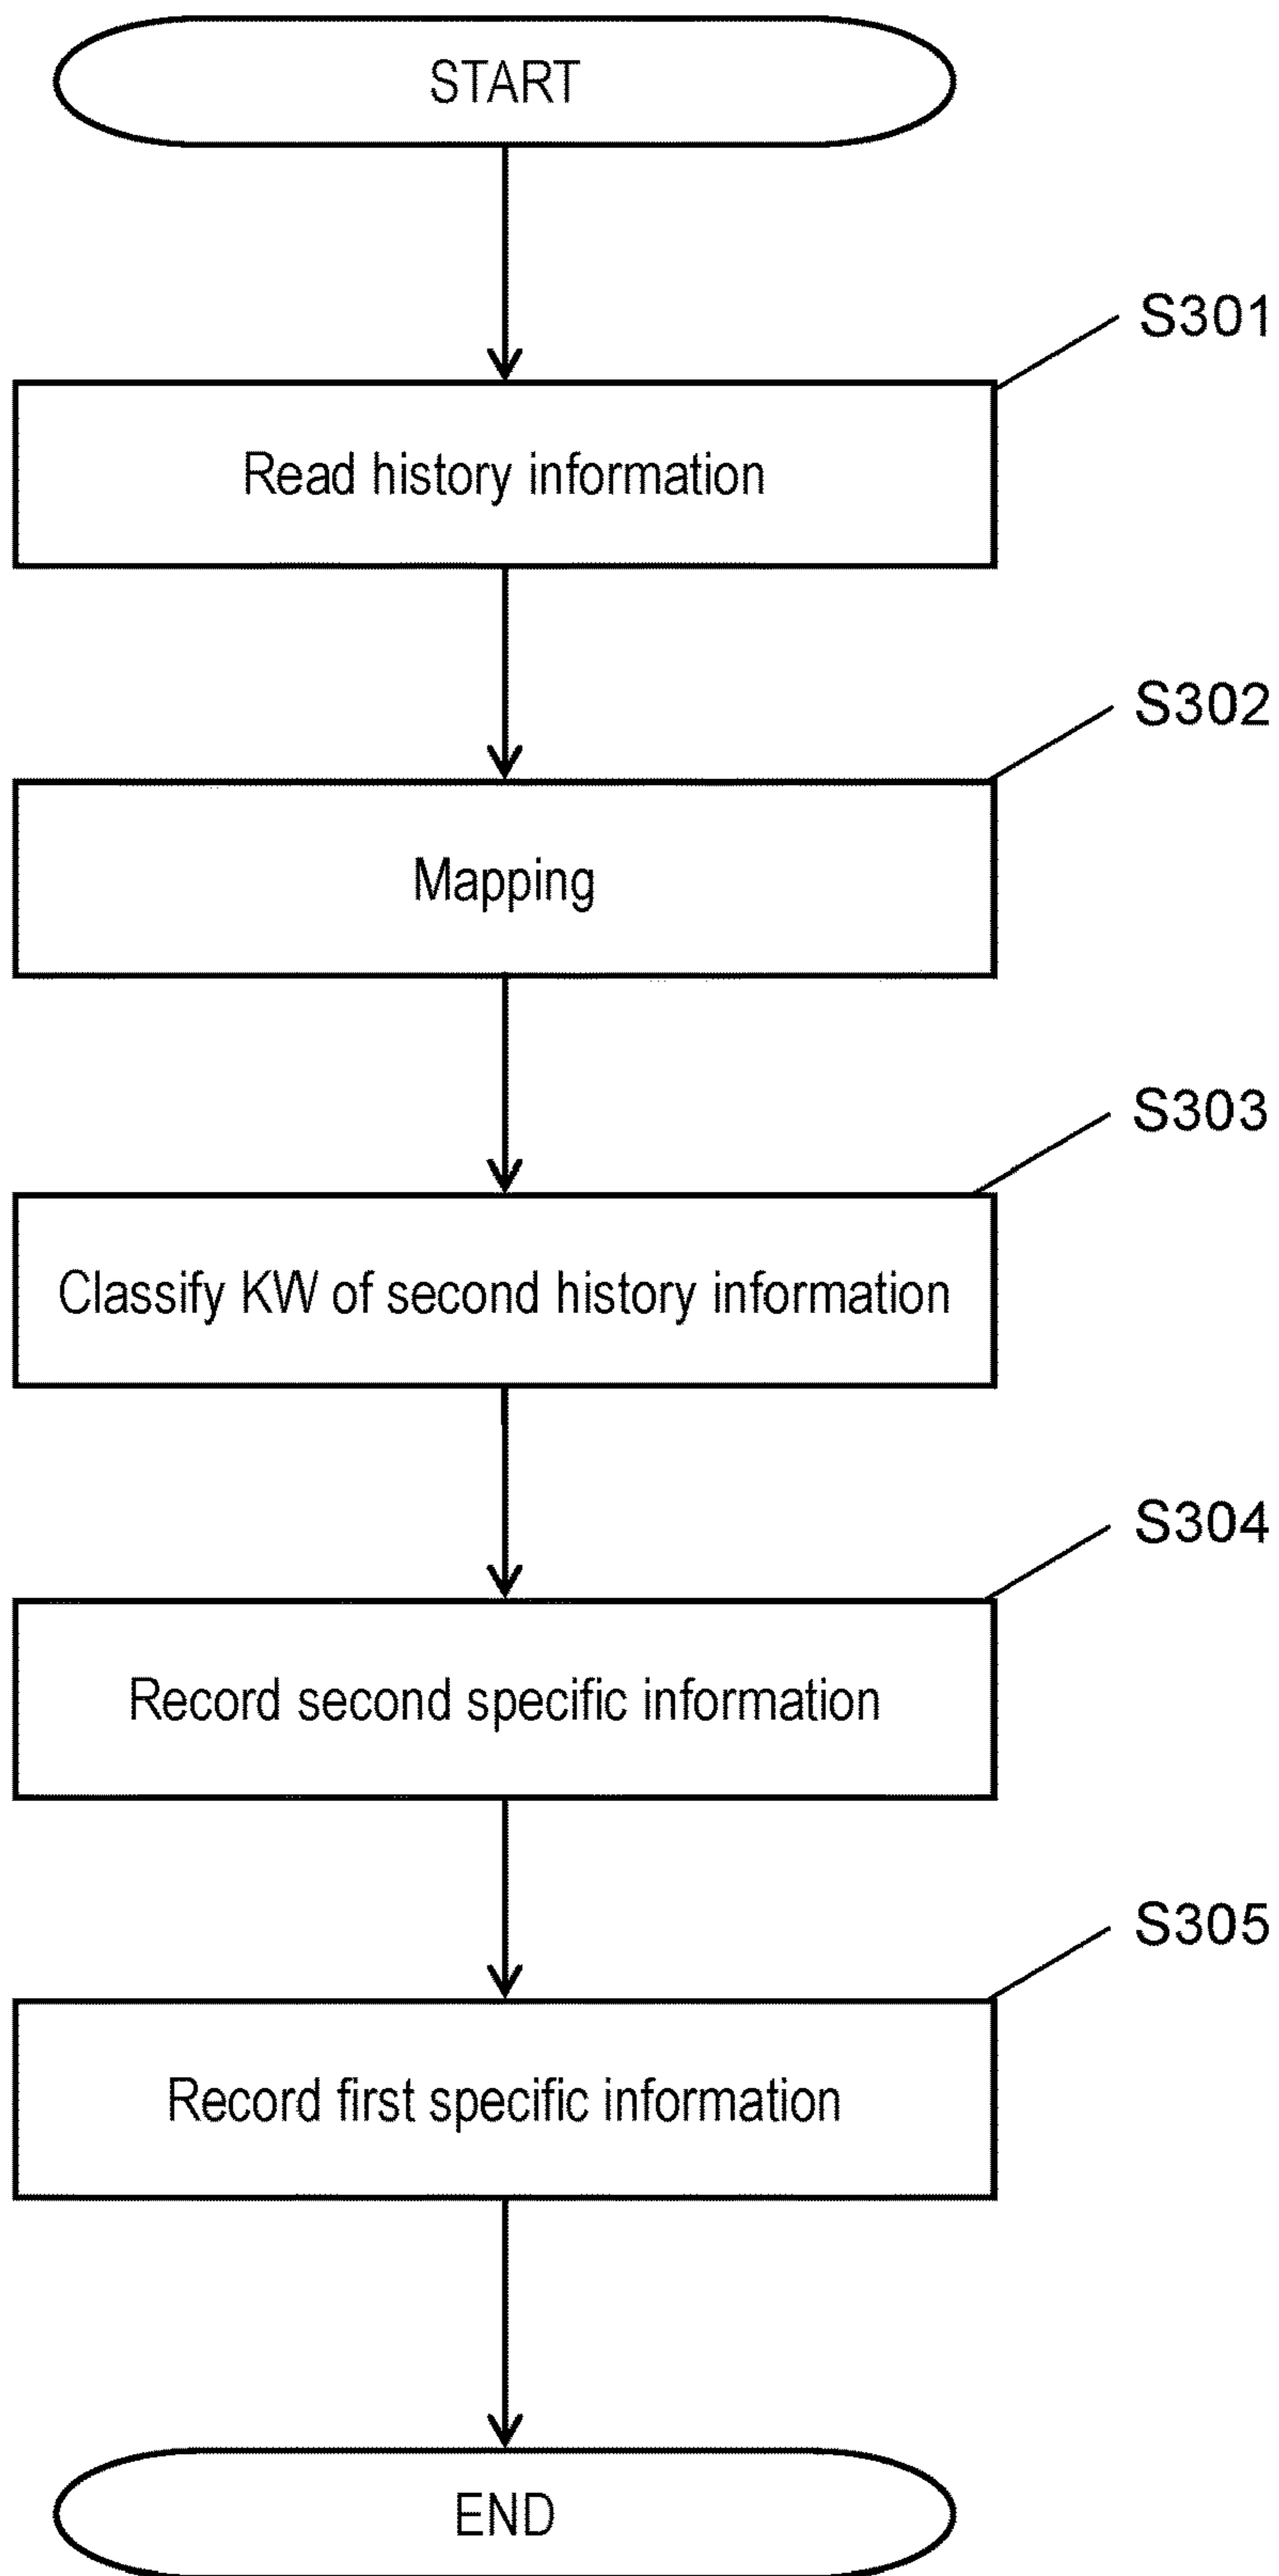 START
S301
Read history information
S302
Mapping
S303
Classify KW of second history information
S304
Record second specific information
S305
Record first specific information
END